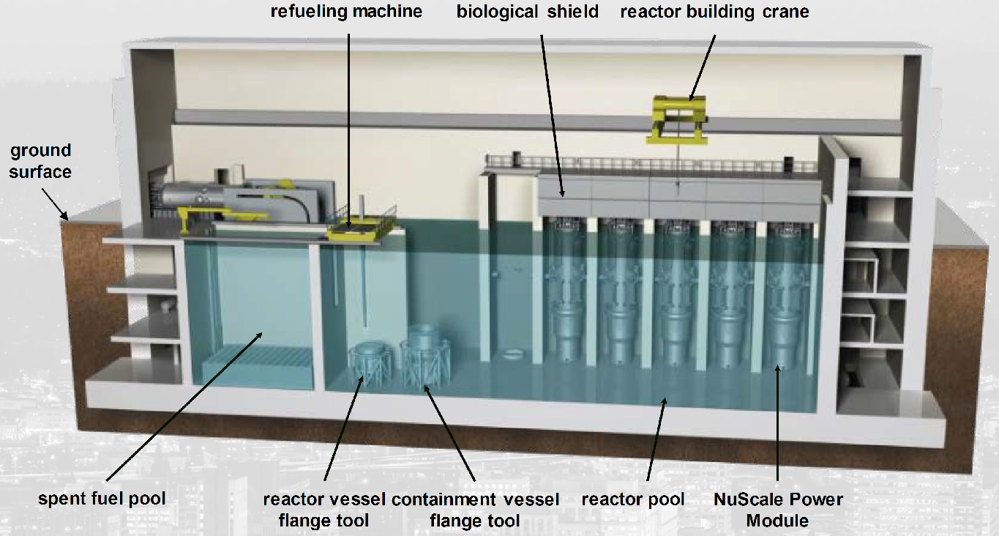 refueling machine
biological shield
reactor building crane
ground
surface
spent fuel pool
reactor vessel
flange tool
containment vessel
flange tool
reactor pool
NuScale Power
Module